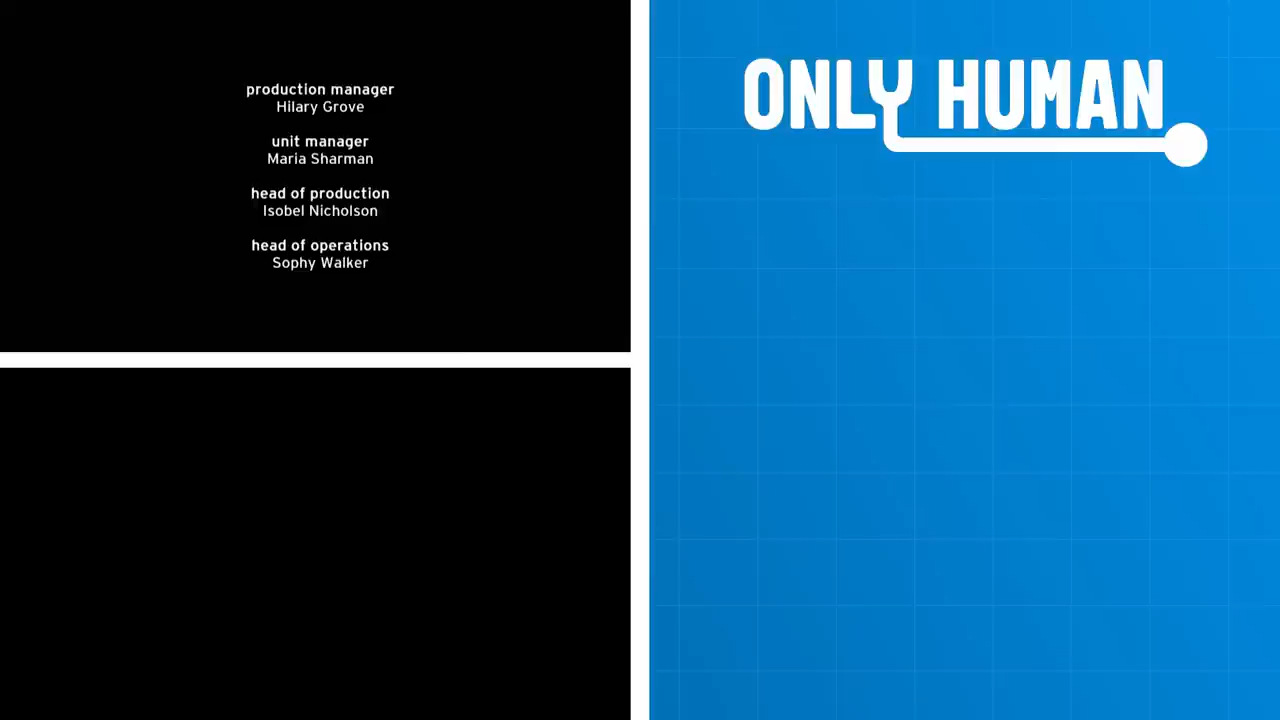 production manager
Hilary Grove
unit manager
Maria Sharman
head of production
Isobel Nicholson
head of operations
Sophy Walker
ONLY HUMAN